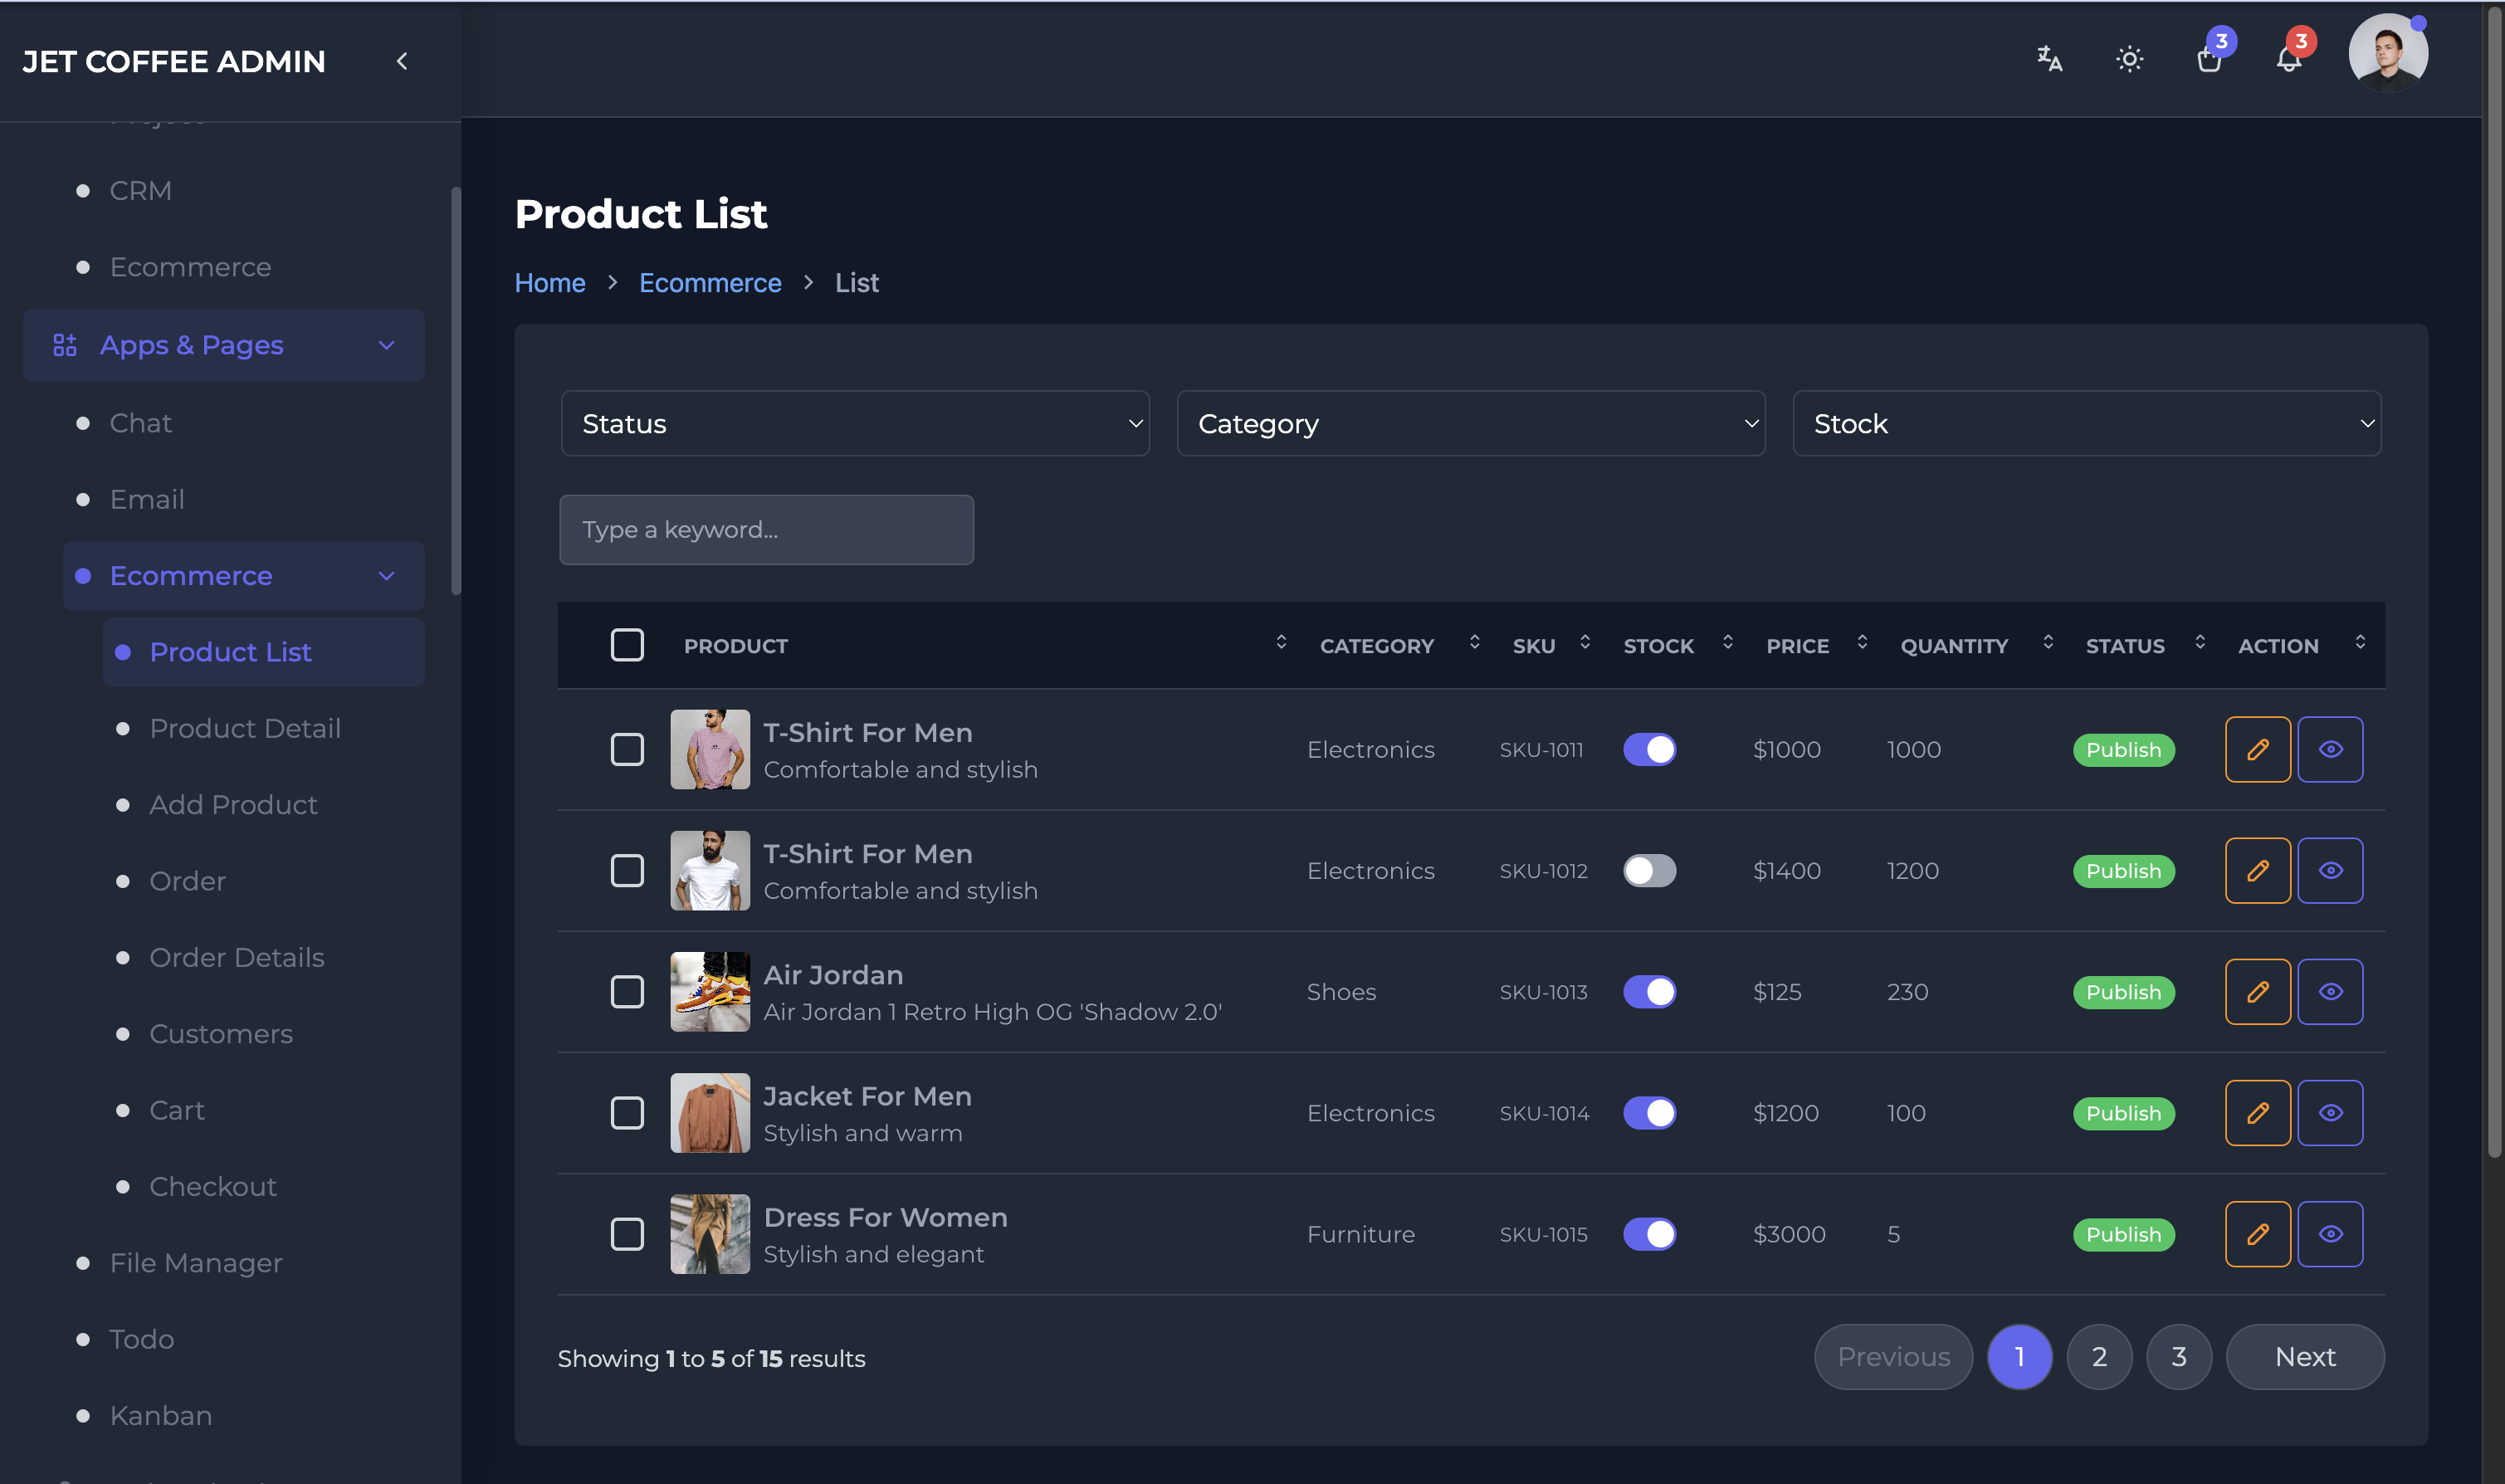 JET COFFEE ADMIN
3
3
CRM
Ecommerce
Apps & Pages
Chat
Email
Ecommerce
Product List
Product Detail
Add Product
Order
Order Details
Customers
Cart
Checkout
File Manager
Todo
Kanban
Product List
Home > Ecommerce > List
Status Category Stock
Type a keyword...
PRODUCT CATEGORY SKU STOCK PRICE QUANTITY STATUS ACTION
T-Shirt For Men
Comfortable and stylish
Electronics SKU-1011 $1000 1000 Publish
T-Shirt For Men
Comfortable and stylish
Electronics SKU-1012 $1400 1200 Publish
Air Jordan
Air Jordan 1 Retro High OG 'Shadow 2.0'
Shoes SKU-1013 $125 230 Publish
Jacket For Men
Stylish and warm
Electronics SKU-1014 $1200 100 Publish
Dress For Women
Stylish and elegant
Furniture SKU-1015 $3000 5 Publish
Showing 1 to 5 of 15 results
Previous 1 2 3 Next